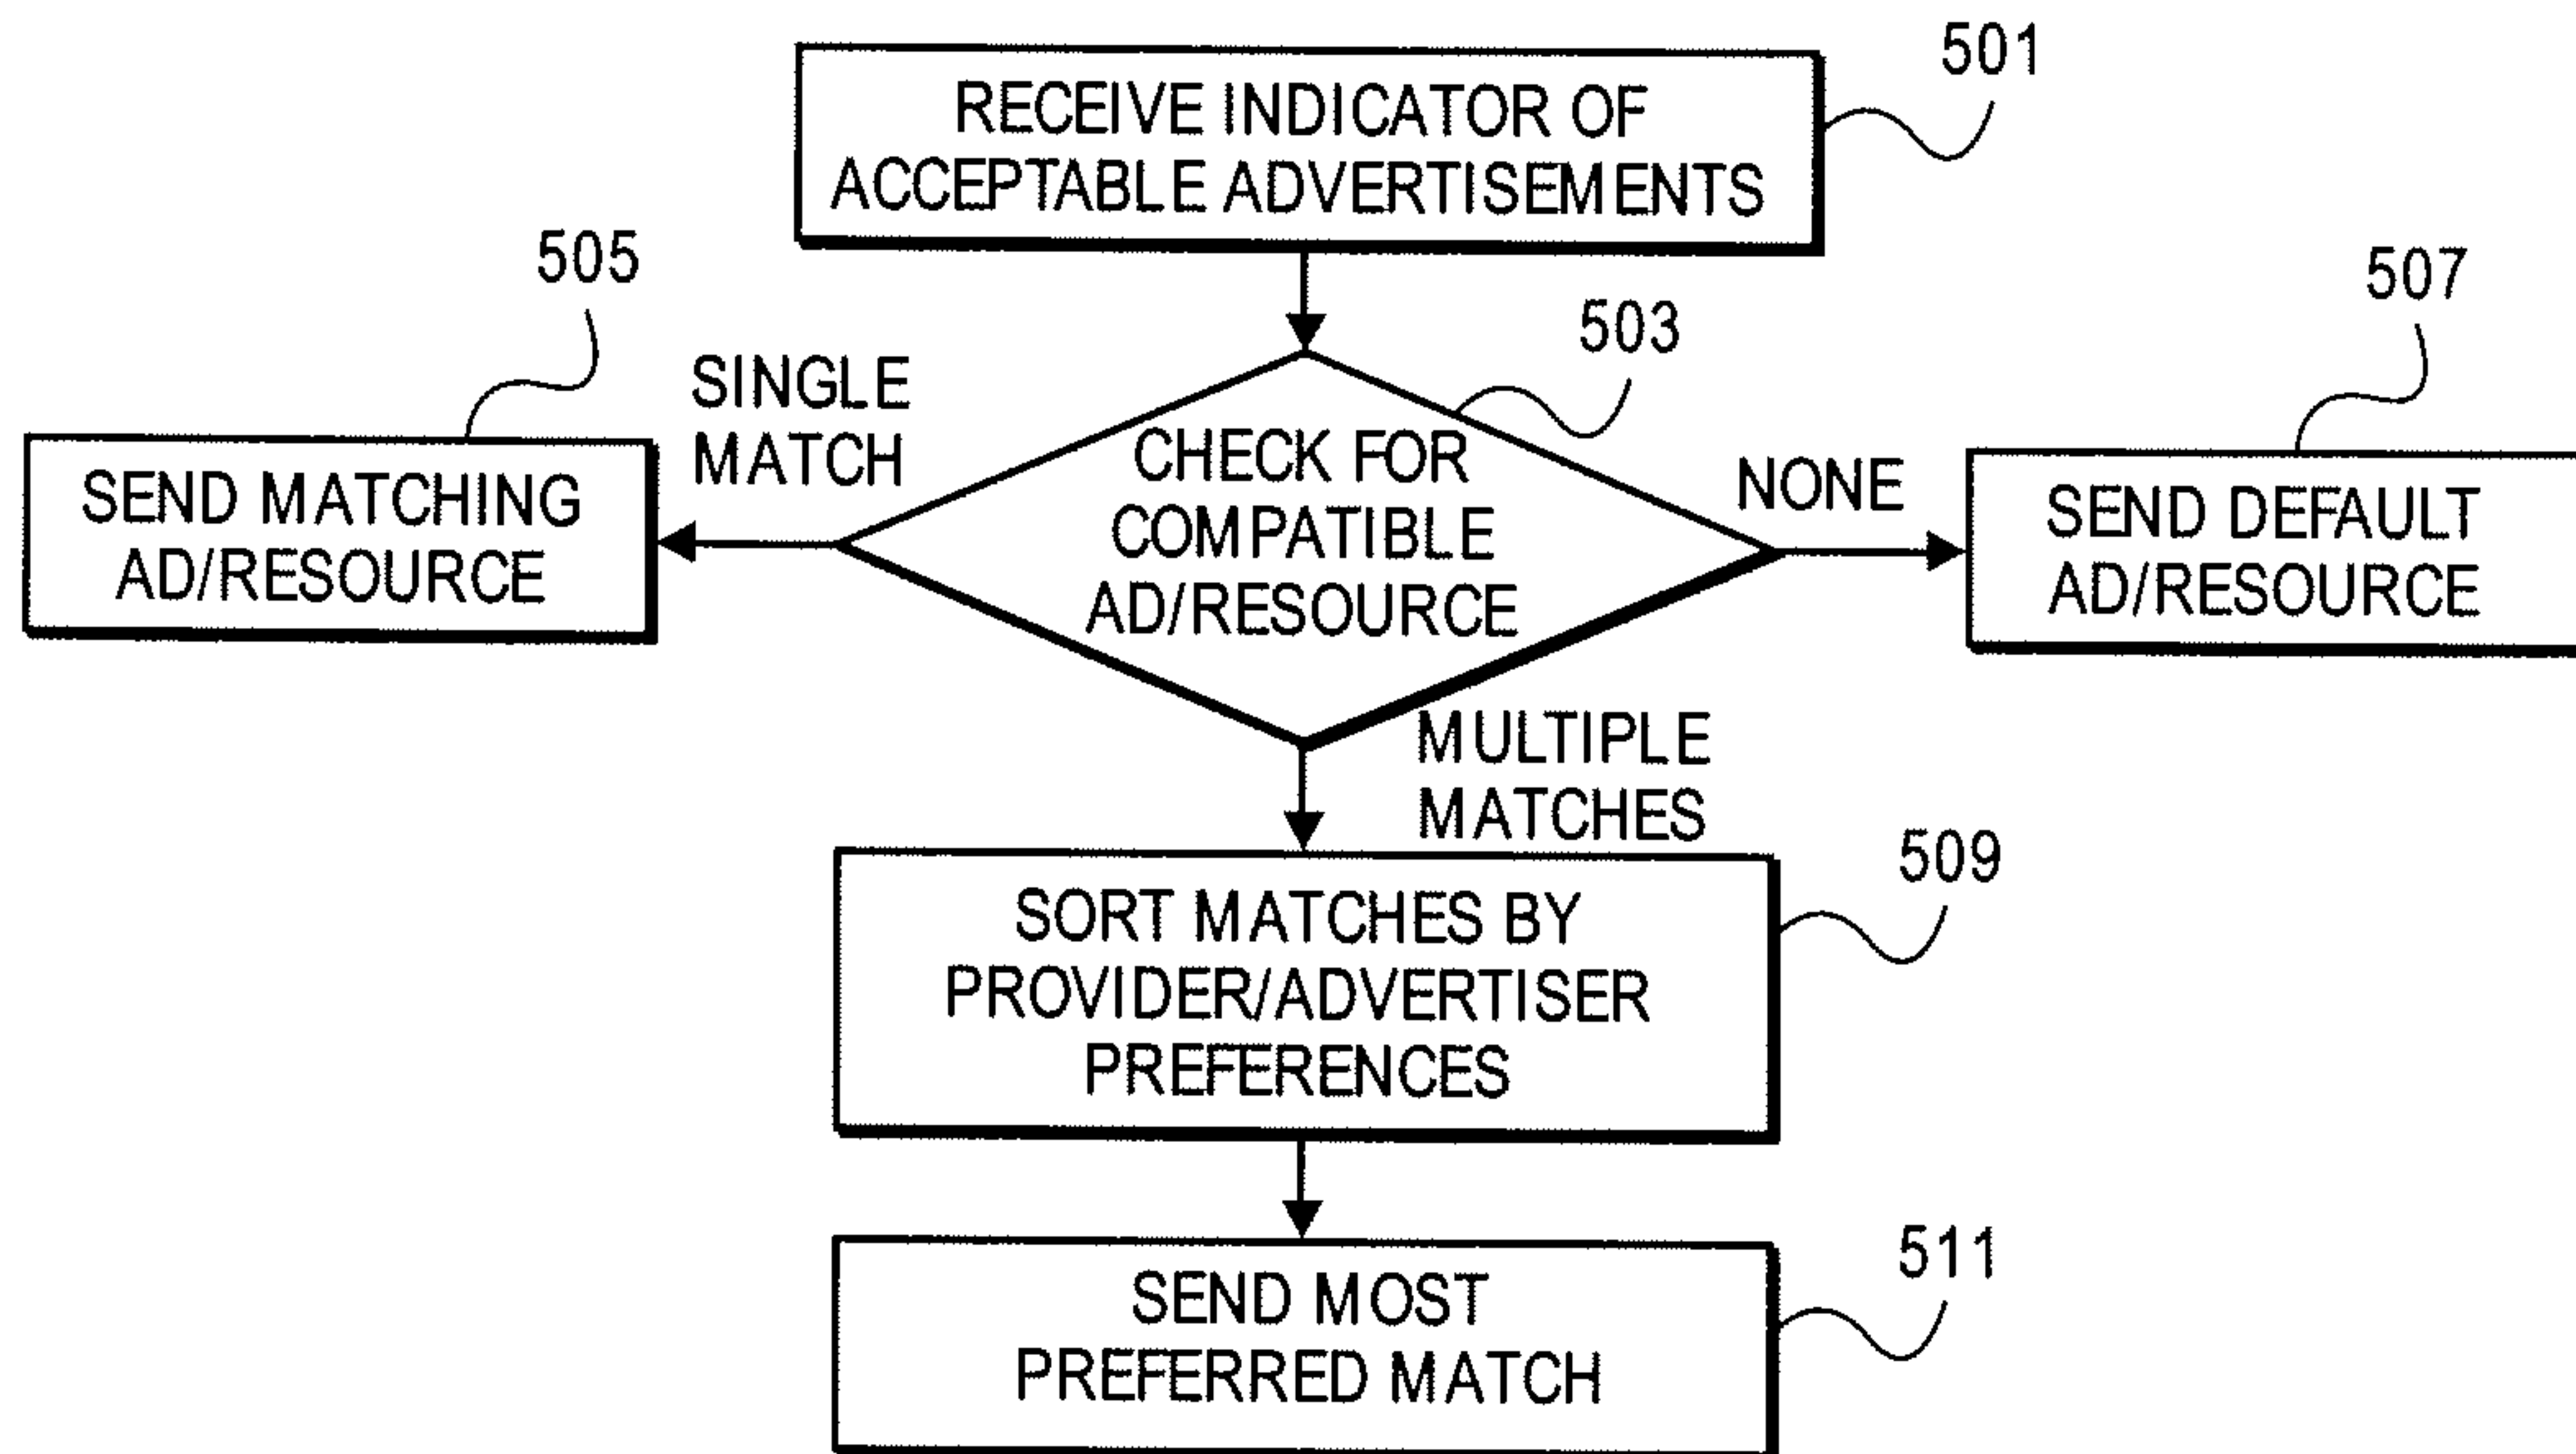 501
RECEIVE INDICATOR OF
ACCEPTABLE ADVERTISEMENTS
505
507
503
SINGLE
MATCH
CHECK FOR
COMPATIBLE
AD/RESOURCE
NONE
SEND MATCHING
AD/RESOURCE
SEND DEFAULT
AD/RESOURCE
MULTIPLE
MATCHES
509
SORT MATCHES BY
PROVIDER/ADVERTISER
PREFERENCES
511
SEND MOST
PREFERRED MATCH